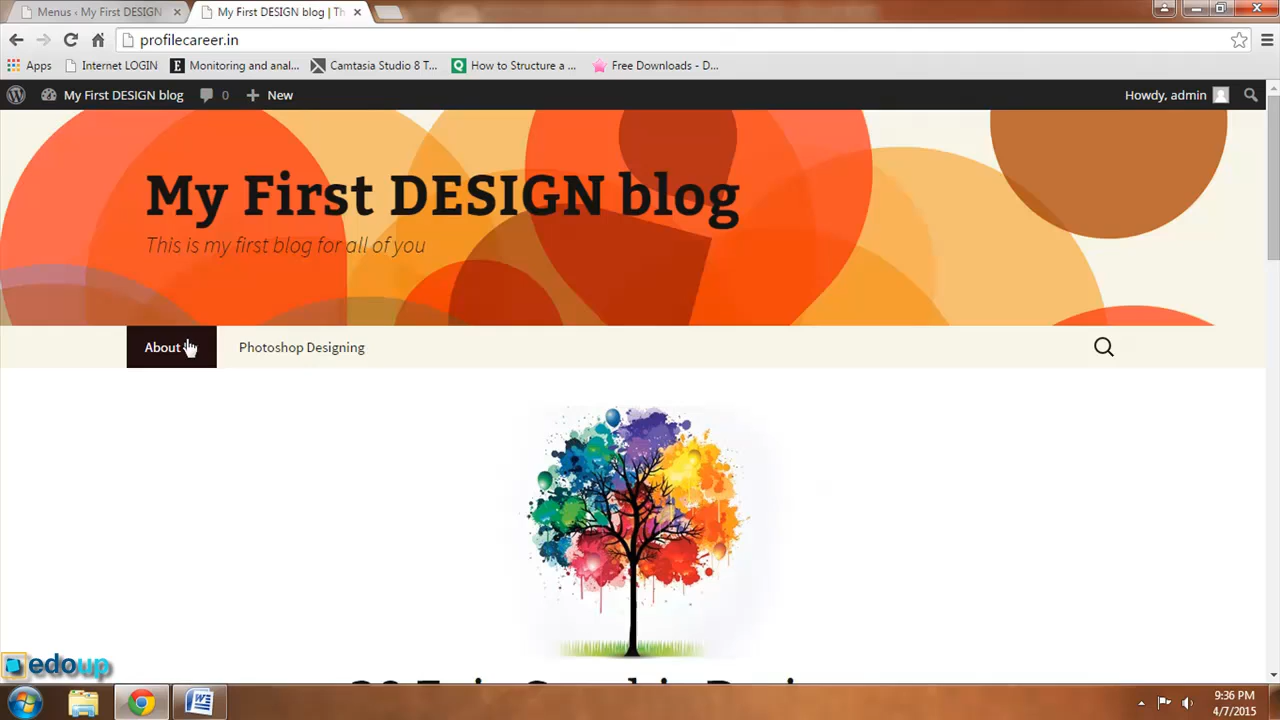 Menus ‹ My First DESIGN
My First DESIGN blog | Th
profilecareer.in
Apps
Internet LOGIN
Monitoring and anal...
Camtasia Studio 8 T...
How to Structure a ...
Free Downloads - D...
My First DESIGN blog
0
New
Howdy, admin
My First DESIGN blog
This is my first blog for all of you
About
Photoshop Designing
edoup
9:36 PM
4/7/2015